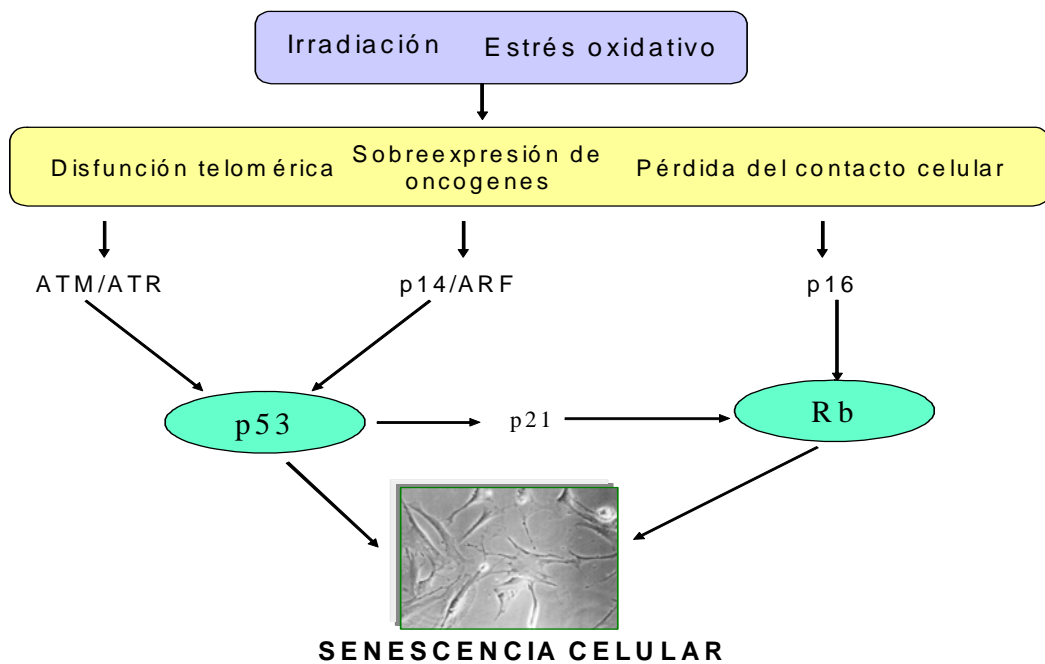 Irradiación Estrés oxidativo
Disfunción telomérica Sobreexpresión de oncogenes Pérdida del contacto celular
ATM/ATR p14/ARF p16
p53 p21 Rb
SENESCENCIA CELULAR